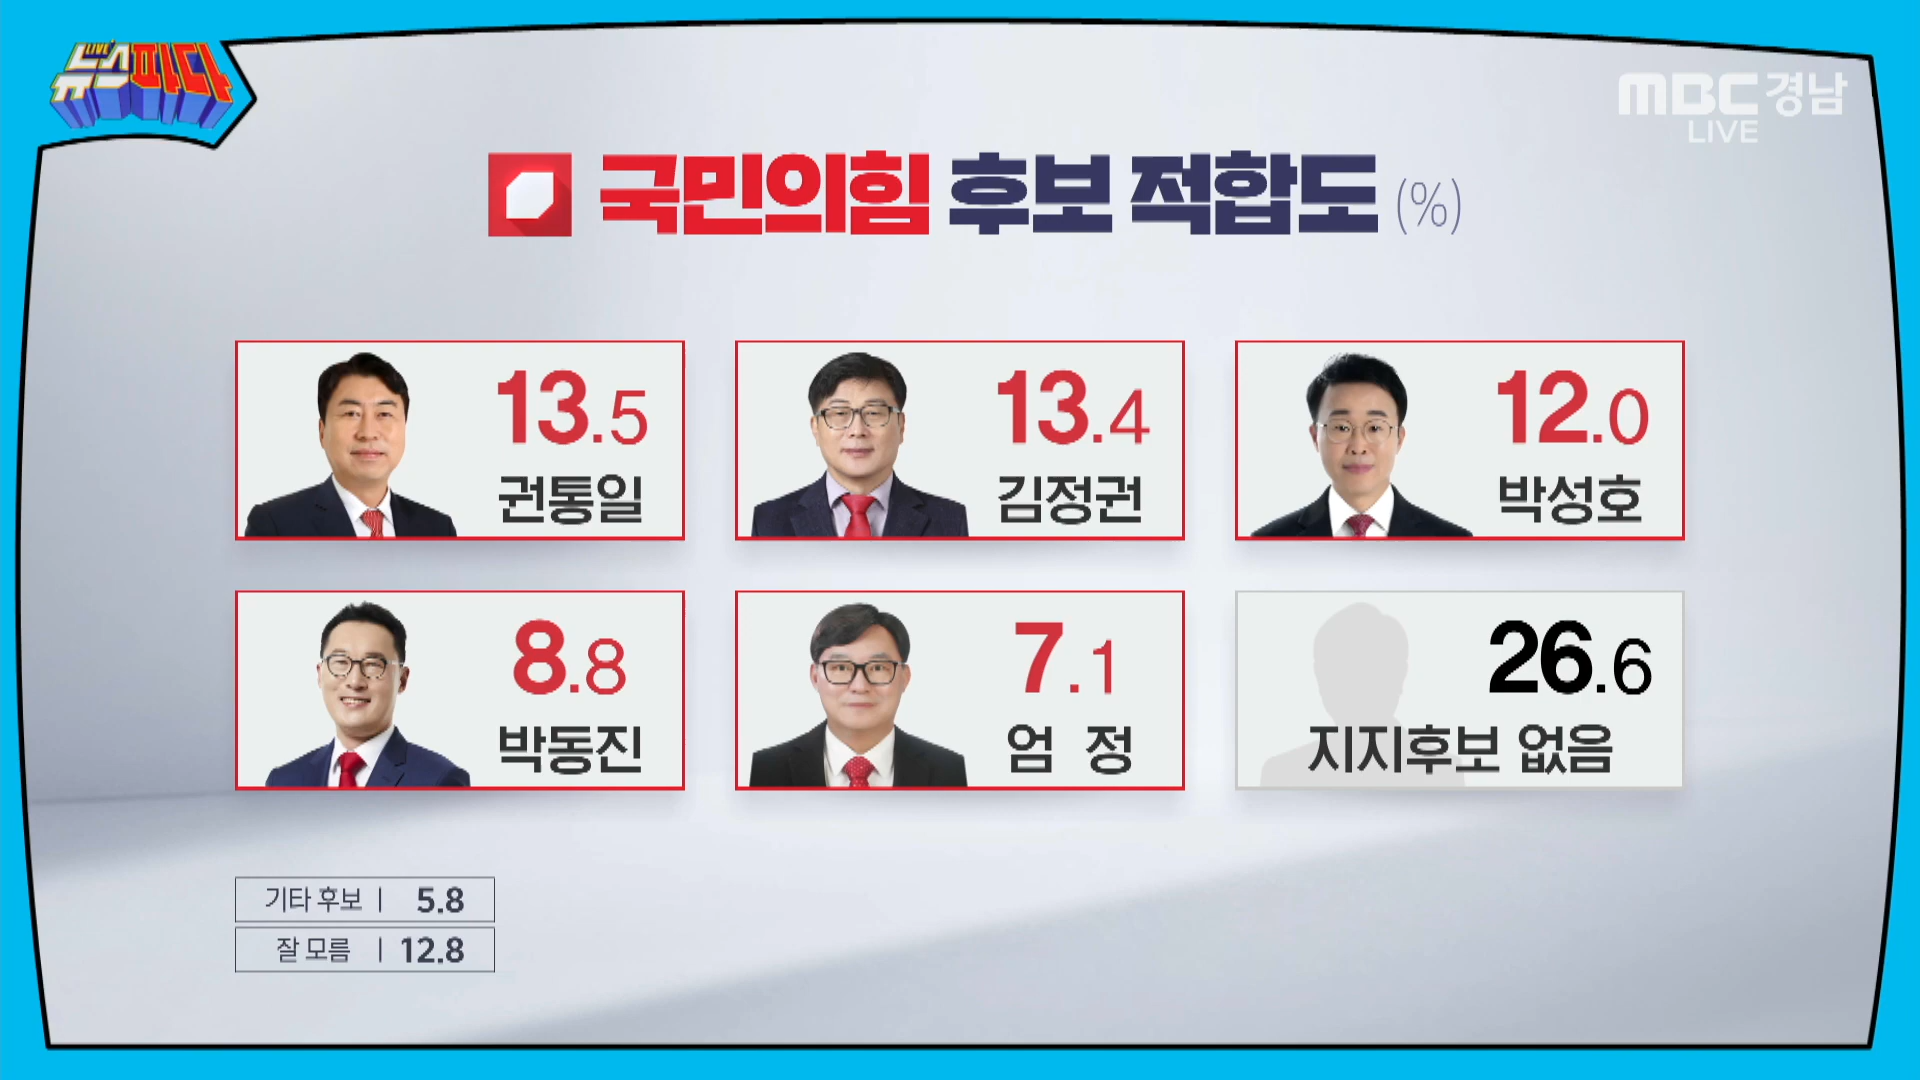 LIVE
뉴스파다
MBC 경남
LIVE
국민의힘 후보 적합도 (%)
13.5
권통일
13.4
김정권
12.0
박성호
8.8
박동진
7.1
엄 정
26.6
지지후보 없음
기타 후보 | 5.8
잘 모름 | 12.8